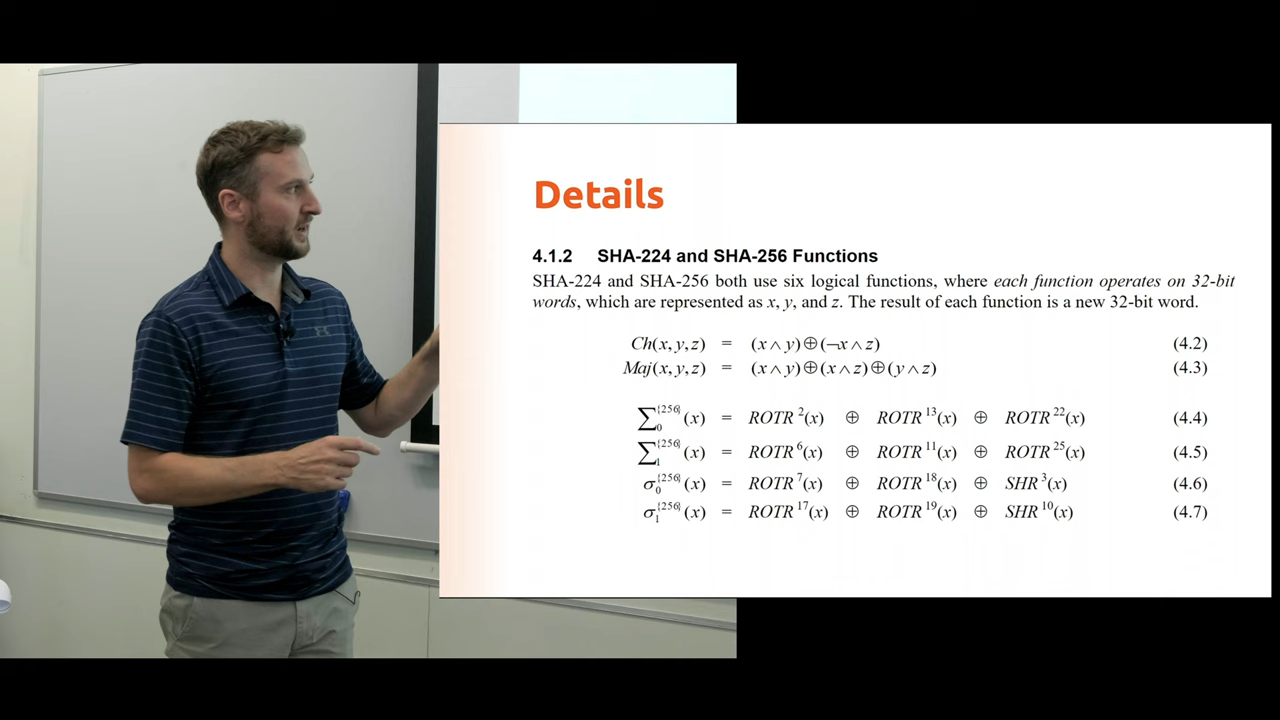 Details
4.1.2 SHA-224 and SHA-256 Functions
SHA-224 and SHA-256 both use six logical functions, where each function operates on 32-bit
words, which are represented as x, y, and z. The result of each function is a new 32-bit word.
Ch(x, y, z) = (x ∧ y) ⊕ (¬x ∧ z) (4.2)
Maj(x, y, z) = (x ∧ y) ⊕ (x ∧ z) ⊕ (y ∧ z) (4.3)
∑₀^{256}(x) = ROTR ²(x) ⊕ ROTR ¹³(x) ⊕ ROTR ²²(x) (4.4)
∑₁^{256}(x) = ROTR ⁶(x) ⊕ ROTR ¹¹(x) ⊕ ROTR ²⁵(x) (4.5)
σ₀^{256}(x) = ROTR ⁷(x) ⊕ ROTR ¹⁸(x) ⊕ SHR ³(x) (4.6)
σ₁^{256}(x) = ROTR ¹⁷(x) ⊕ ROTR ¹⁹(x) ⊕ SHR ¹⁰(x) (4.7)